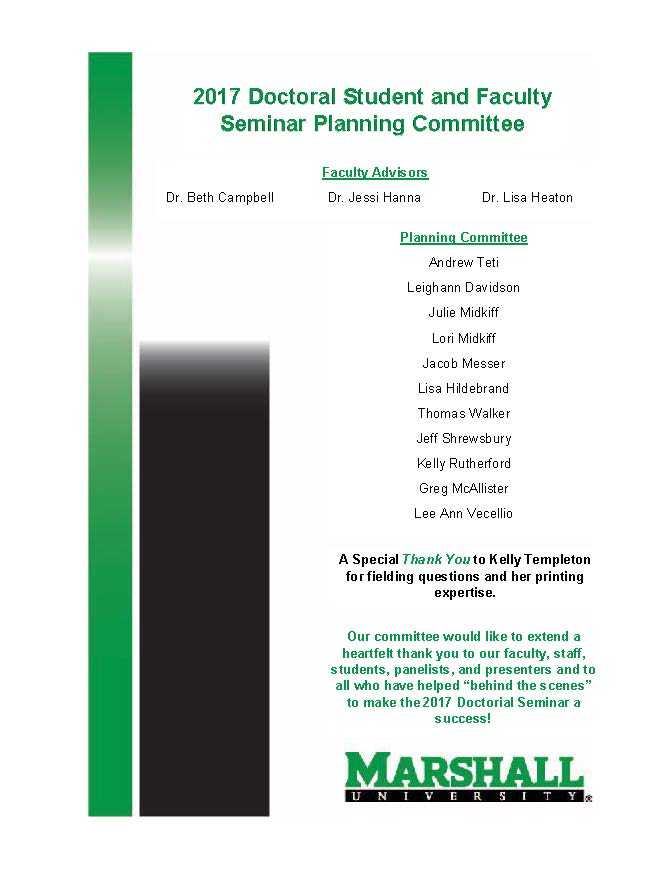 2017 Doctoral Student and Faculty
Seminar Planning Committee
Faculty Advisors
Dr. Beth Campbell Dr. Jessi Hanna Dr. Lisa Heaton
Planning Committee
Andrew Teti
Leighann Davidson
Julie Midkiff
Lori Midkiff
Jacob Messer
Lisa Hildebrand
Thomas Walker
Jeff Shrewsbury
Kelly Rutherford
Greg McAllister
Lee Ann Vecellio
A Special Thank You to Kelly Templeton
for fielding questions and her printing
expertise.
Our committee would like to extend a
heartfelt thank you to our faculty, staff,
students, panelists, and presenters and to
all who have helped “behind the scenes”
to make the 2017 Doctorial Seminar a
success!
MARSHALL
UNIVERSITY®